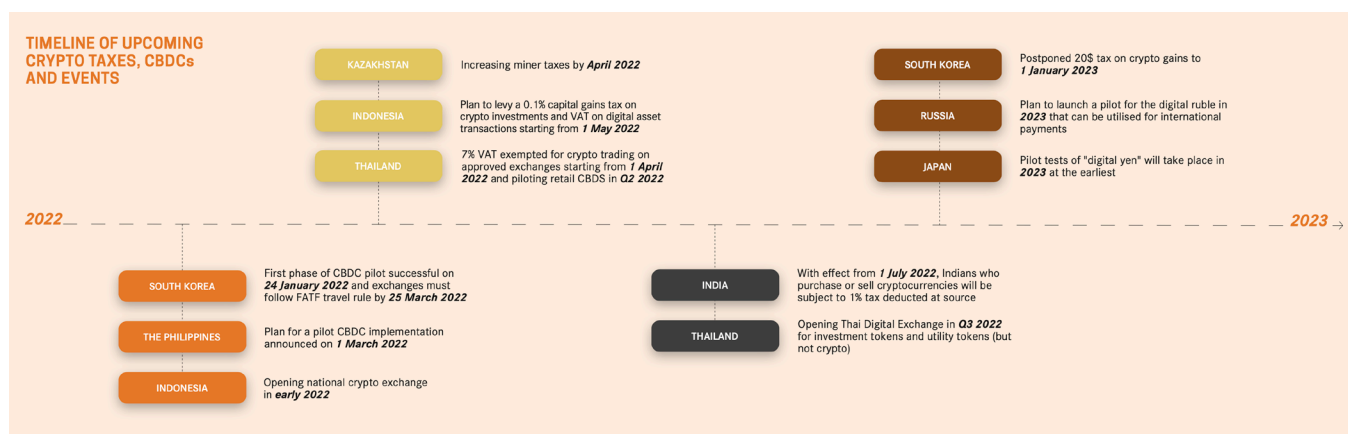 TIMELINE OF UPCOMING
CRYPTO TAXES, CBDCs
AND EVENTS
KAZAKHSTAN
Increasing miner taxes by April 2022
INDONESIA
Plan to levy a 0.1% capital gains tax on
crypto investments and VAT on digital asset
transactions starting from 1 May 2022
THAILAND
7% VAT exempted for crypto trading on
approved exchanges starting from 1 April
2022 and piloting retail CBDS in Q2 2022
SOUTH KOREA
Postponed 20$ tax on crypto gains to
1 January 2023
RUSSIA
Plan to launch a pilot for the digital ruble in
2023 that can be utilised for international
payments
JAPAN
Pilot tests of "digital yen" will take place in
2023 at the earliest
2022
2023
SOUTH KOREA
First phase of CBDC pilot successful on
24 January 2022 and exchanges must
follow FATF travel rule by 25 March 2022
THE PHILIPPINES
Plan for a pilot CBDC implementation
announced on 1 March 2022
INDONESIA
Opening national crypto exchange
in early 2022
INDIA
With effect from 1 July 2022, Indians who
purchase or sell cryptocurrencies will be
subject to 1% tax deducted at source
THAILAND
Opening Thai Digital Exchange in Q3 2022
for investment tokens and utility tokens (but
not crypto)